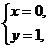 {x = 0,
y = 1,